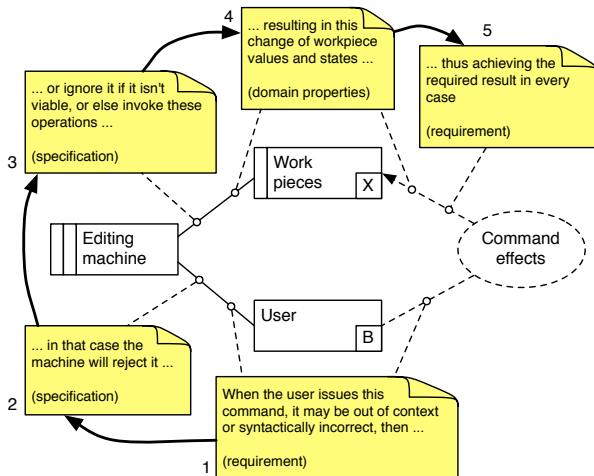 4
... resulting in this
change of workpiece
values and states ...
(domain properties)
5
... thus achieving the
required result in every
case
(requirement)
... or ignore it if it isn't
viable, or else invoke these
operations ...
(specification)
3
Work
pieces
X
Editing
machine
Command
effects
User
B
... in that case the
machine will reject it ...
(specification)
2
When the user issues this
command, it may be out of context
or syntactically incorrect, then ...
(requirement)
1